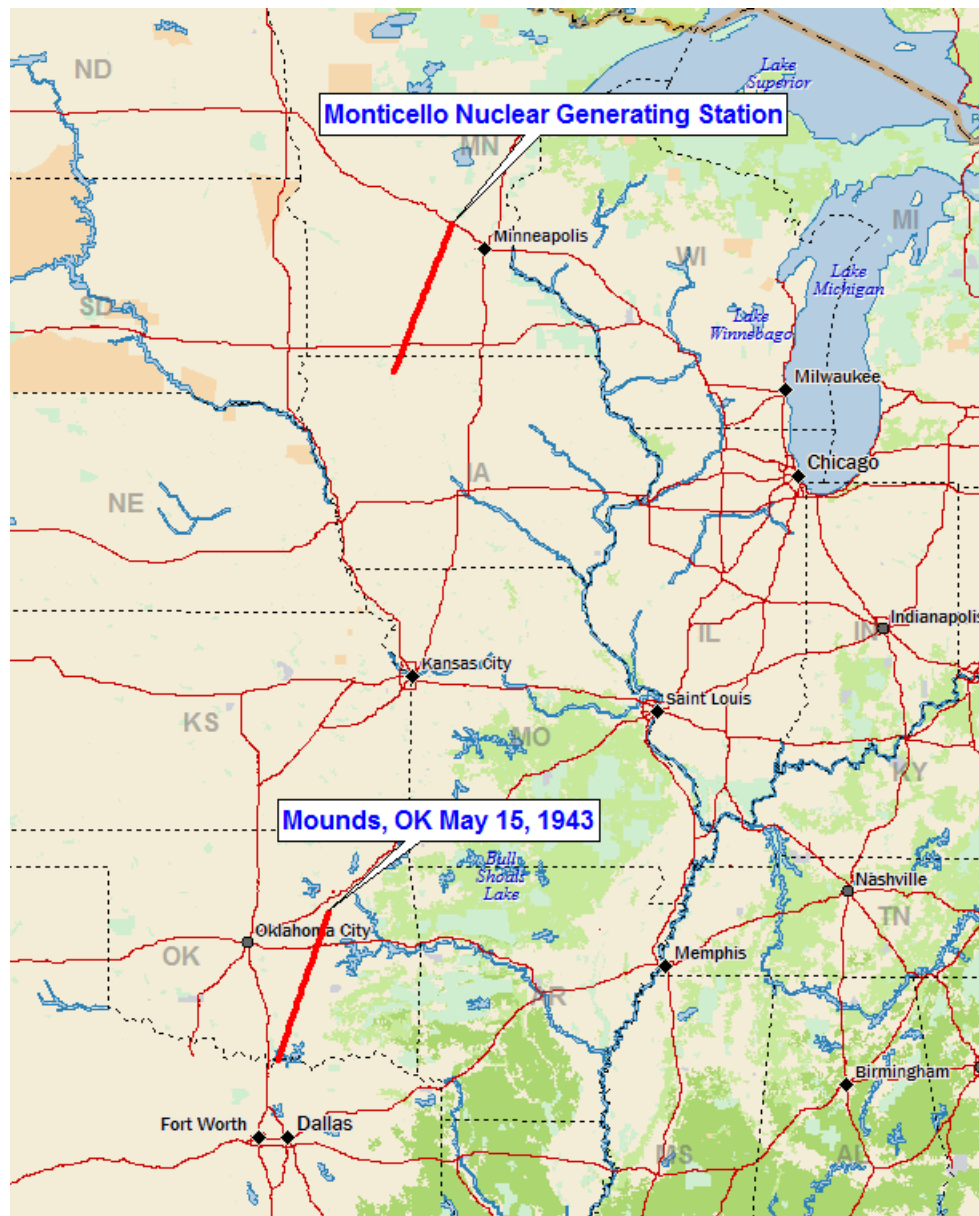 ND
Lake
Superior
Monticello Nuclear Generating Station
MN
MI
Minneapolis
WI
Lake
Michigan
SD
Lake
Winnebago
Milwaukee
Chicago
IA
NE
Indianapolis
IL
IN
Kansas City
Saint Louis
KS
MO
KY
Mounds, OK May 15, 1943
Bull
Shoals
Lake
Nashville
TN
Oklahoma City
OK
Memphis
AR
Birmingham
Fort Worth
Dallas
MS
AL